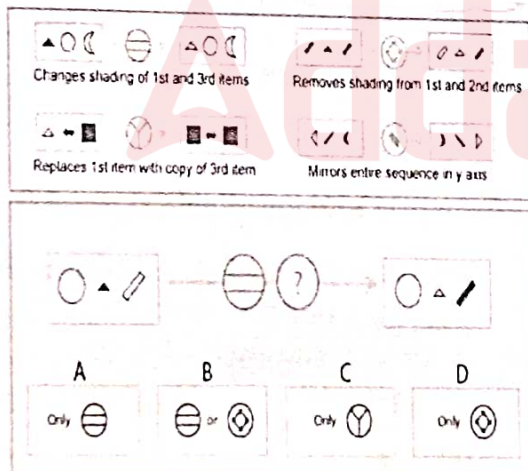 Adda
Changes shading of 1st and 3rd items
Removes shading from 1st and 2nd items
Replaces 1st item with copy of 3rd item
Mirrors entire sequence in y axis
?
A B C D
Only
or
Only
Only